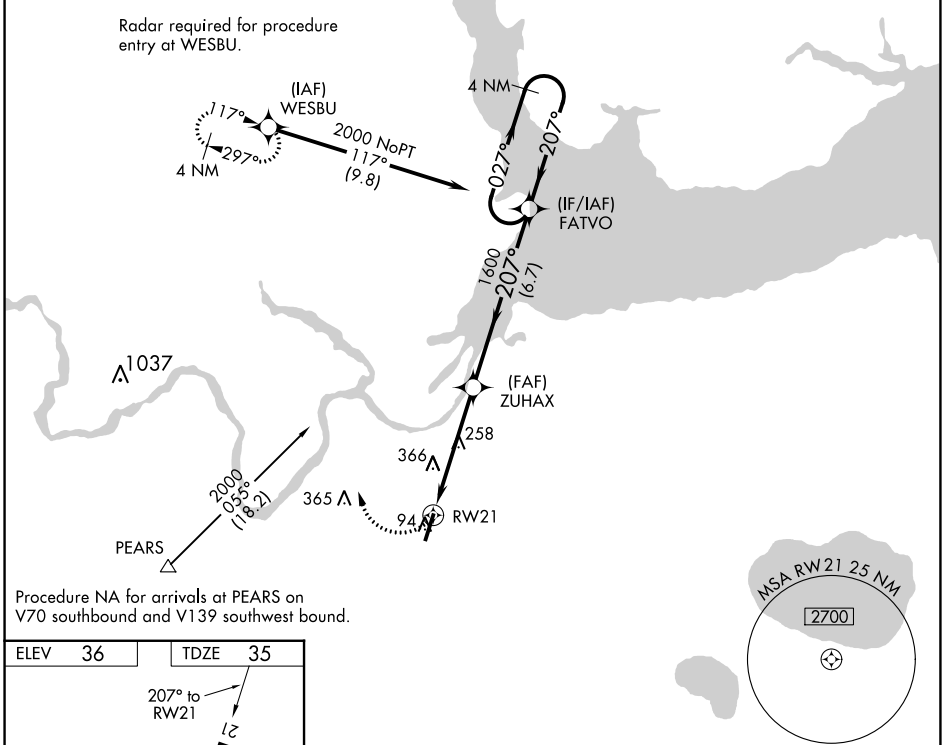 Radar required for procedure
entry at WESBU.
(IAF)
WESBU
117°
297°
4 NM
2000 NoPT
117°
(9.8)
4 NM
027°
207°
(IF/IAF)
FATVO
1600
207°
(6.7)
1037
(FAF)
ZUHAX
258
366
365
94
RW21
2000
055°
(18.2)
PEARS
Procedure NA for arrivals at PEARS on
V70 southbound and V139 southwest bound.
MSA RW21 25 NM
2700
ELEV 36
TDZE 35
207° to
RW21
21